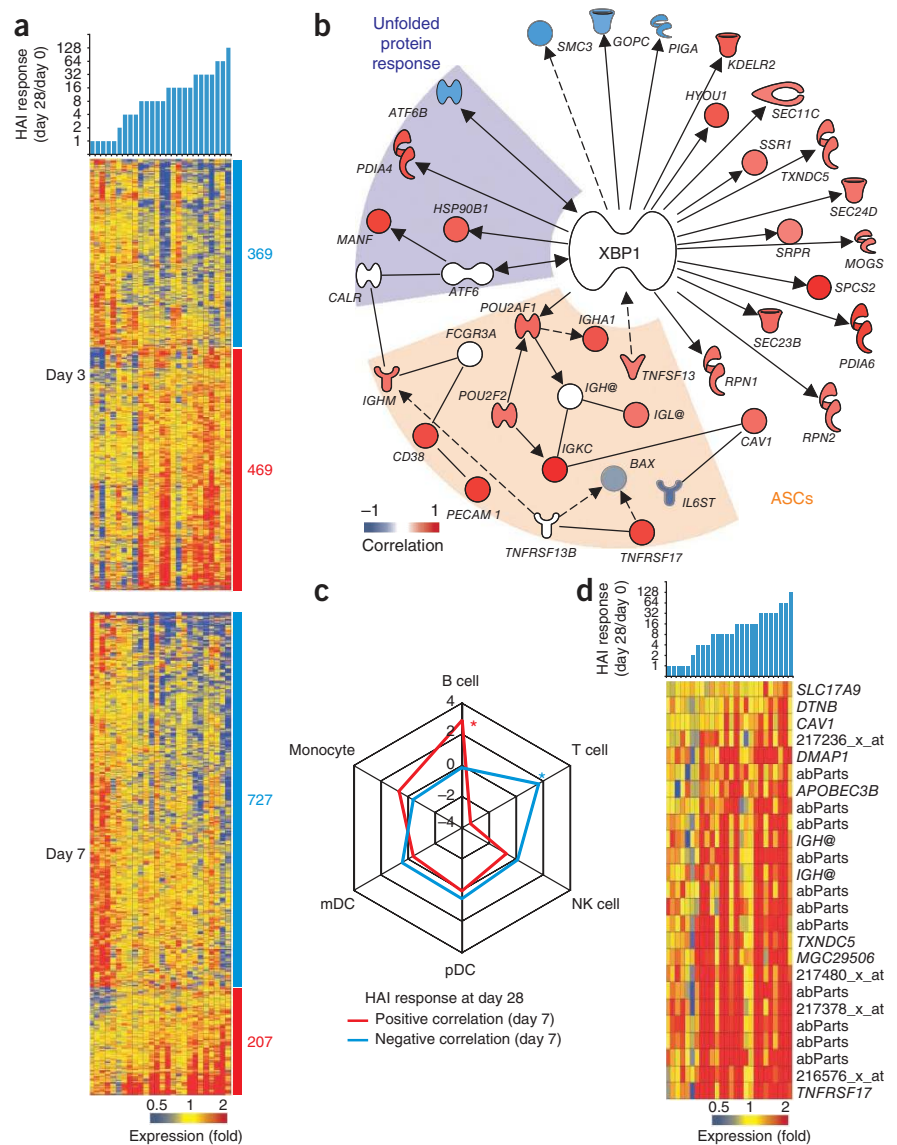 a
HAI response
(day 28/day 0)
128
64
32
16
8
4
2
1
369
Day 3
469
727
Day 7
207
0.5 1 2
Expression (fold)
b
Unfolded
protein
response
SMC3
GOPC
PIGA
KDELR2
ATF6B
HYOU1
SEC11C
PDIA4
SSR1
TXNDC5
HSP90B1
SEC24D
MANF
XBP1
SRPR
MOGS
CALR
ATF6
SPCS2
POU2AF1
IGHA1
FCGR3A
SEC23B
PDIA6
TNFSF13
RPN1
IGHM
POU2F2
IGH@
IGL@
RPN2
CAV1
CD38
IGKC
BAX
IL6ST
ASCs
PECAM 1
−1 1
Correlation
TNFRSF13B
TNFRSF17
c
B cell
4
2
0
−2
−4
Monocyte
T cell
*
*
mDC
NK cell
pDC
HAI response at day 28
Positive correlation (day 7)
Negative correlation (day 7)
d
HAI response
(day 28/day 0)
128
64
32
16
8
4
2
1
SLC17A9
DTNB
CAV1
217236_x_at
DMAP1
abParts
APOBEC3B
abParts
abParts
IGH@
abParts
IGH@
abParts
abParts
abParts
TXNDC5
MGC29506
217480_x_at
abParts
217378_x_at
abParts
abParts
abParts
216576_x_at
TNFRSF17
0.5 1 2
Expression (fold)